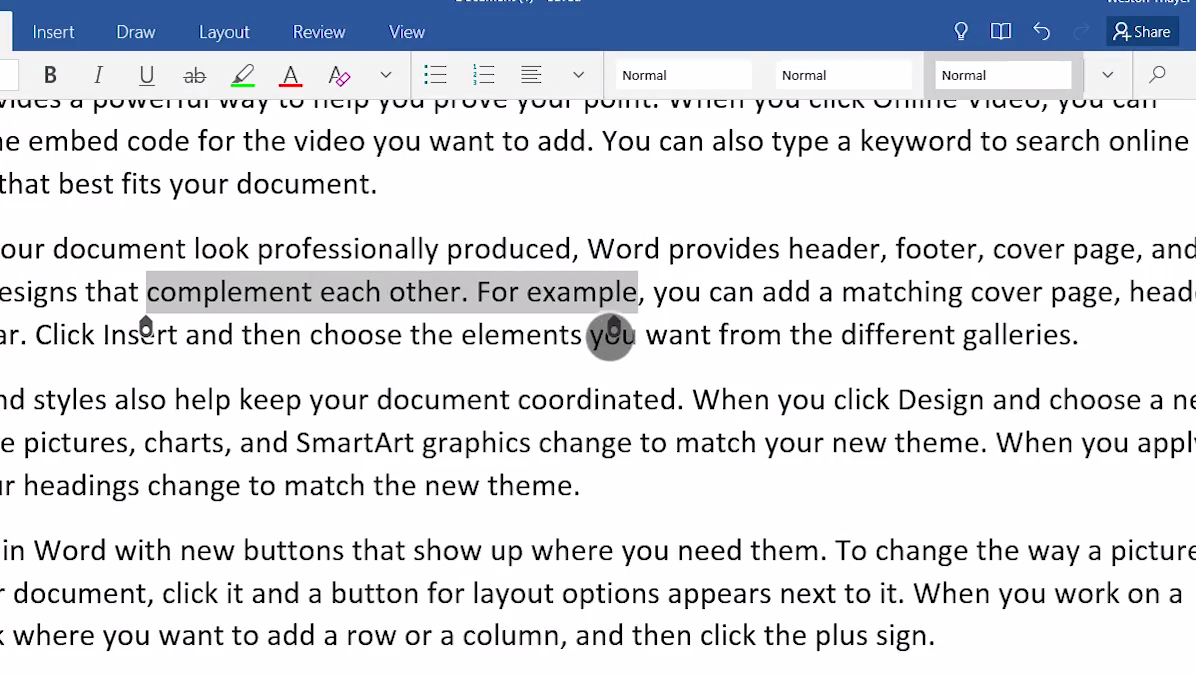 Insert Draw Layout Review View Share
B I U ab A A Normal Normal Normal
vides a powerful way to help you prove your point. When you click Online Video, you can
he embed code for the video you want to add. You can also type a keyword to search online
that best fits your document.
our document look professionally produced, Word provides header, footer, cover page, and
esigns that complement each other. For example, you can add a matching cover page, head
ar. Click Insert and then choose the elements you want from the different galleries.
nd styles also help keep your document coordinated. When you click Design and choose a ne
e pictures, charts, and SmartArt graphics change to match your new theme. When you apply
ur headings change to match the new theme.
in Word with new buttons that show up where you need them. To change the way a picture
r document, click it and a button for layout options appears next to it. When you work on a
k where you want to add a row or a column, and then click the plus sign.